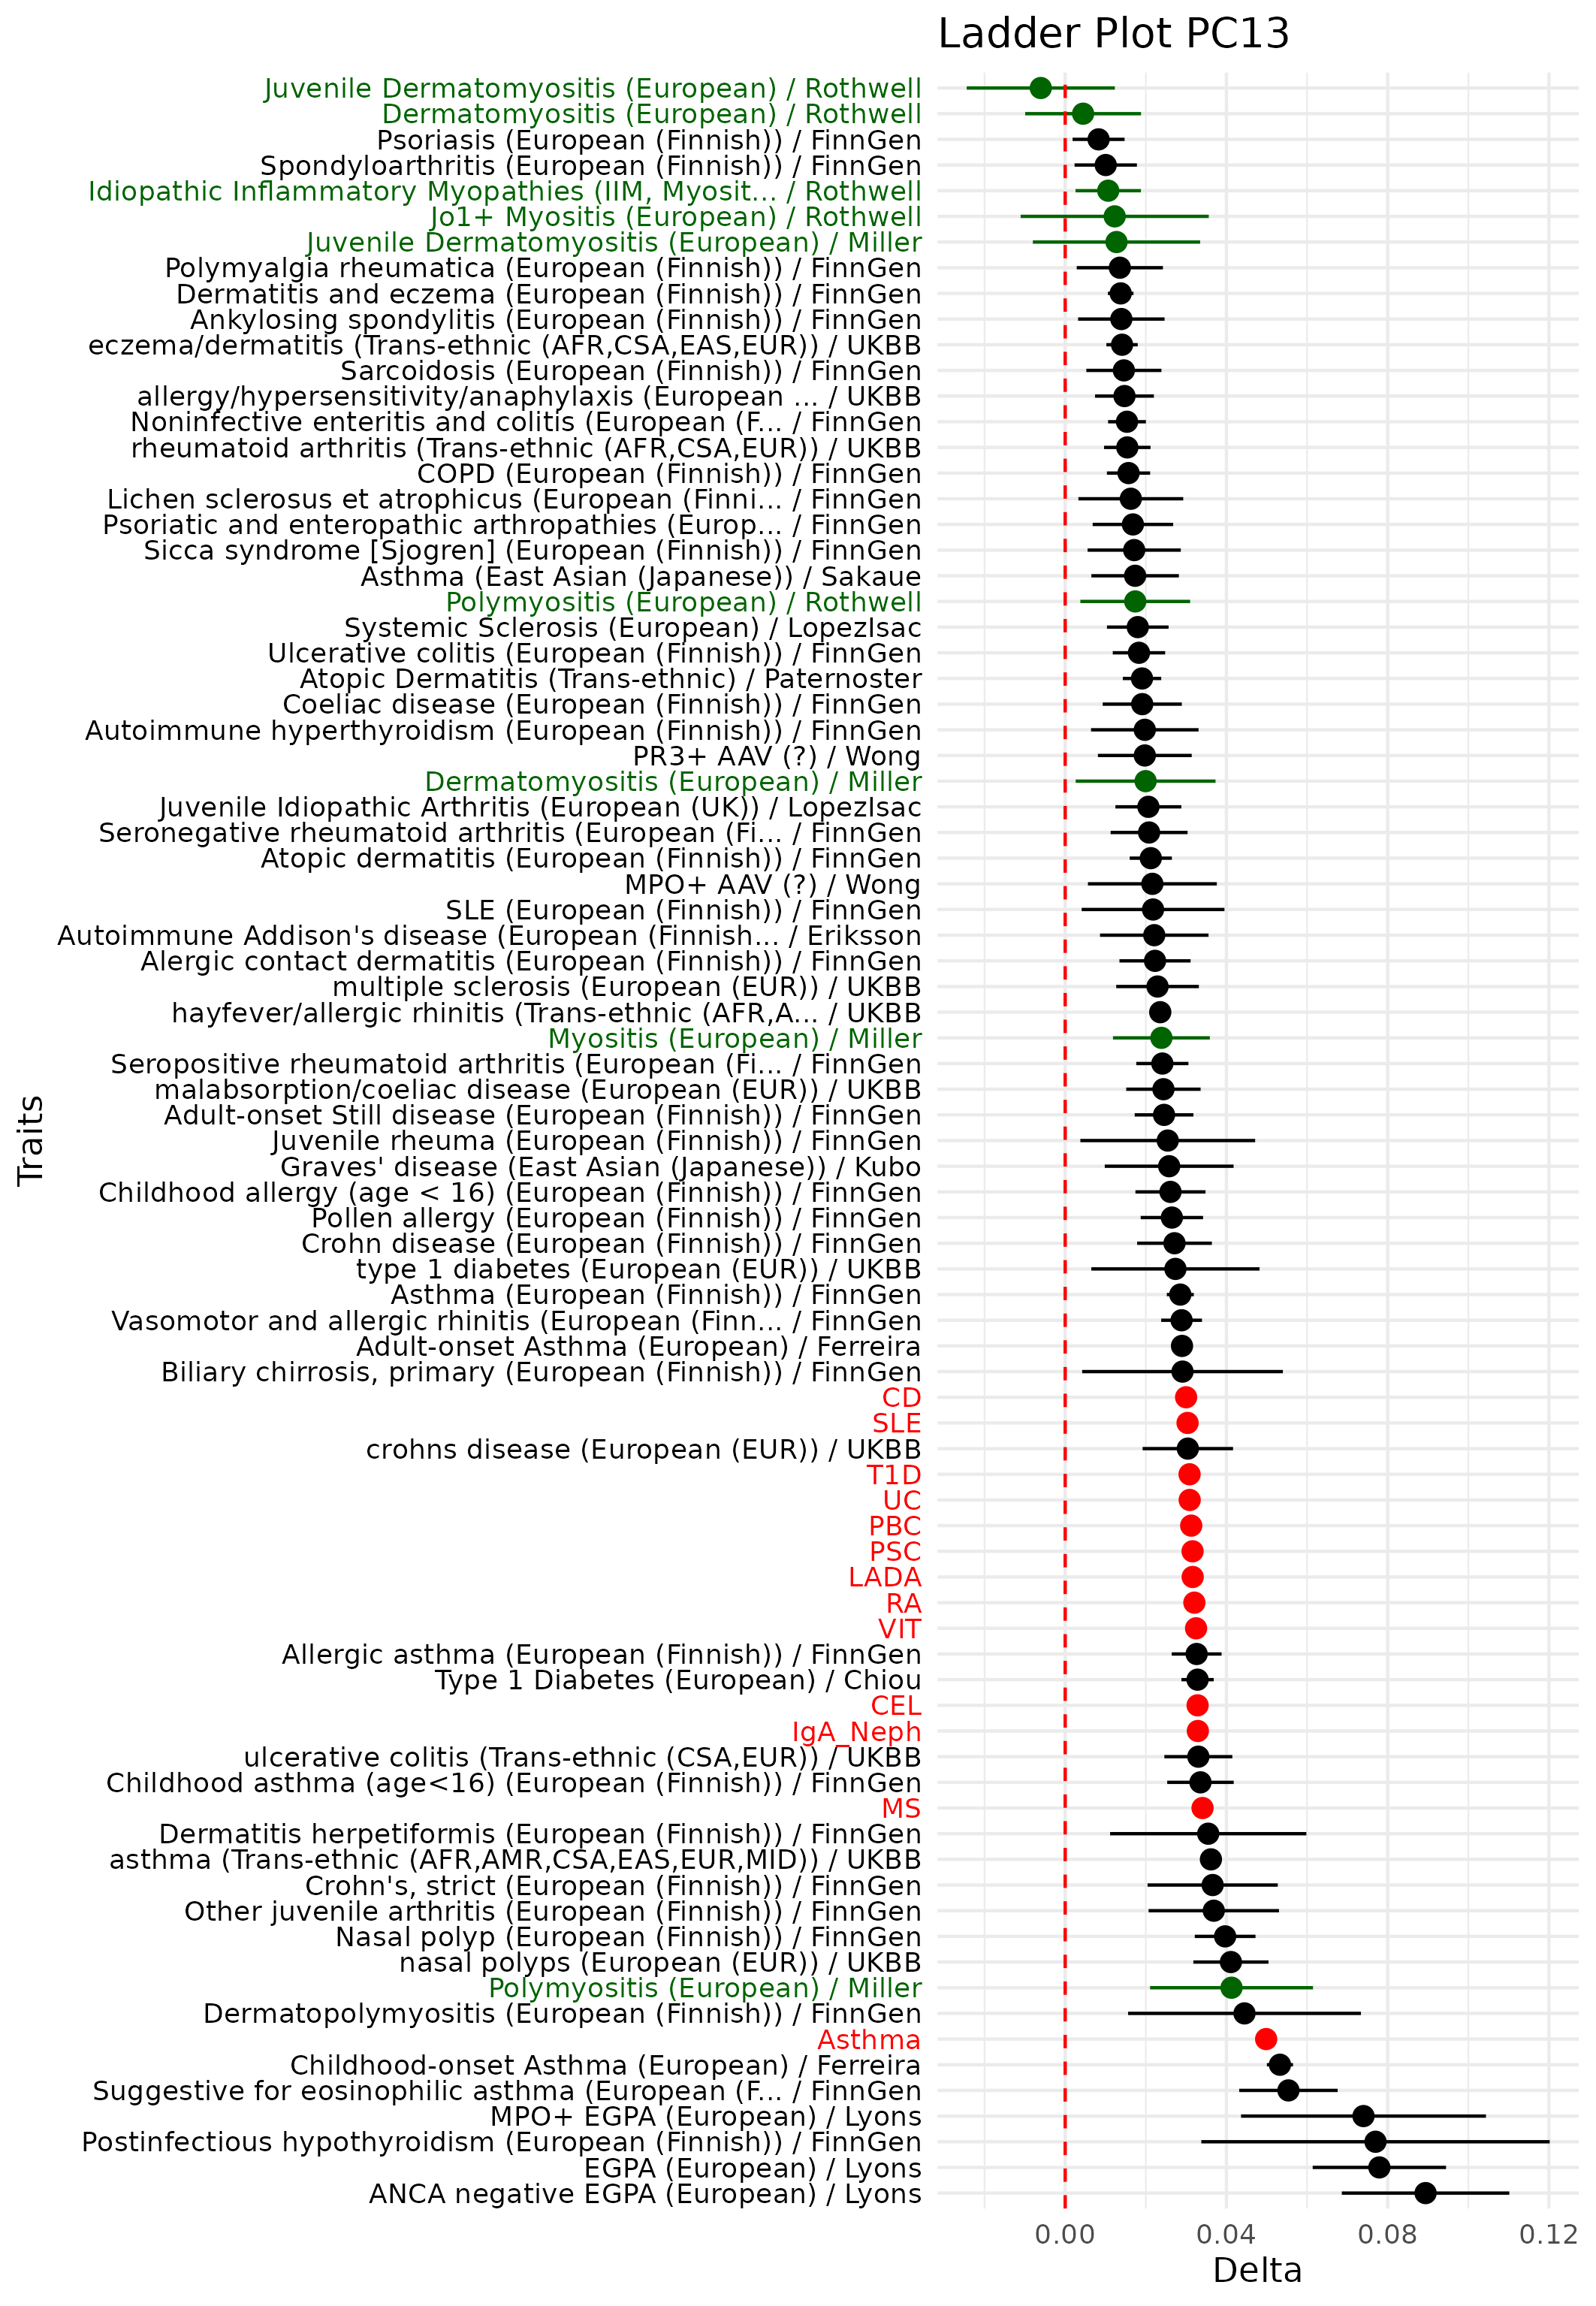 Ladder Plot PC13
Juvenile Dermatomyositis (European) / Rothwell
Dermatomyositis (European) / Rothwell
Psoriasis (European (Finnish)) / FinnGen
Spondyloarthritis (European (Finnish)) / FinnGen
Idiopathic Inflammatory Myopathies (IIM, Myosit... / Rothwell
Jo1+ Myositis (European) / Rothwell
Juvenile Dermatomyositis (European) / Miller
Polymyalgia rheumatica (European (Finnish)) / FinnGen
Dermatitis and eczema (European (Finnish)) / FinnGen
Ankylosing spondylitis (European (Finnish)) / FinnGen
eczema/dermatitis (Trans-ethnic (AFR,CSA,EAS,EUR)) / UKBB
Sarcoidosis (European (Finnish)) / FinnGen
allergy/hypersensitivity/anaphylaxis (European ... / UKBB
Noninfective enteritis and colitis (European (F... / FinnGen
rheumatoid arthritis (Trans-ethnic (AFR,CSA,EUR)) / UKBB
COPD (European (Finnish)) / FinnGen
Lichen sclerosus et atrophicus (European (Finni... / FinnGen
Psoriatic and enteropathic arthropathies (Europ... / FinnGen
Sicca syndrome [Sjogren] (European (Finnish)) / FinnGen
Asthma (East Asian (Japanese)) / Sakaue
Polymyositis (European) / Rothwell
Systemic Sclerosis (European) / LopezIsac
Ulcerative colitis (European (Finnish)) / FinnGen
Atopic Dermatitis (Trans-ethnic) / Paternoster
Coeliac disease (European (Finnish)) / FinnGen
Autoimmune hyperthyroidism (European (Finnish)) / FinnGen
PR3+ AAV (?) / Wong
Dermatomyositis (European) / Miller
Juvenile Idiopathic Arthritis (European (UK)) / LopezIsac
Seronegative rheumatoid arthritis (European (Fi... / FinnGen
Atopic dermatitis (European (Finnish)) / FinnGen
MPO+ AAV (?) / Wong
SLE (European (Finnish)) / FinnGen
Autoimmune Addison's disease (European (Finnish... / Eriksson
Alergic contact dermatitis (European (Finnish)) / FinnGen
multiple sclerosis (European (EUR)) / UKBB
hayfever/allergic rhinitis (Trans-ethnic (AFR,A... / UKBB
Myositis (European) / Miller
Seropositive rheumatoid arthritis (European (Fi... / FinnGen
malabsorption/coeliac disease (European (EUR)) / UKBB
Adult-onset Still disease (European (Finnish)) / FinnGen
Juvenile rheuma (European (Finnish)) / FinnGen
Graves' disease (East Asian (Japanese)) / Kubo
Childhood allergy (age < 16) (European (Finnish)) / FinnGen
Pollen allergy (European (Finnish)) / FinnGen
Crohn disease (European (Finnish)) / FinnGen
type 1 diabetes (European (EUR)) / UKBB
Asthma (European (Finnish)) / FinnGen
Vasomotor and allergic rhinitis (European (Finn... / FinnGen
Adult-onset Asthma (European) / Ferreira
Biliary chirrosis, primary (European (Finnish)) / FinnGen
CD
SLE
crohns disease (European (EUR)) / UKBB
T1D
UC
PBC
PSC
LADA
RA
VIT
Allergic asthma (European (Finnish)) / FinnGen
Type 1 Diabetes (European) / Chiou
CEL
IgA_Neph
ulcerative colitis (Trans-ethnic (CSA,EUR)) / UKBB
Childhood asthma (age<16) (European (Finnish)) / FinnGen
MS
Dermatitis herpetiformis (European (Finnish)) / FinnGen
asthma (Trans-ethnic (AFR,AMR,CSA,EAS,EUR,MID)) / UKBB
Crohn's, strict (European (Finnish)) / FinnGen
Other juvenile arthritis (European (Finnish)) / FinnGen
Nasal polyp (European (Finnish)) / FinnGen
nasal polyps (European (EUR)) / UKBB
Polymyositis (European) / Miller
Dermatopolymyositis (European (Finnish)) / FinnGen
Asthma
Childhood-onset Asthma (European) / Ferreira
Suggestive for eosinophilic asthma (European (F... / FinnGen
MPO+ EGPA (European) / Lyons
Postinfectious hypothyroidism (European (Finnish)) / FinnGen
EGPA (European) / Lyons
ANCA negative EGPA (European) / Lyons
Traits
0.00 0.04 0.08 0.12
Delta